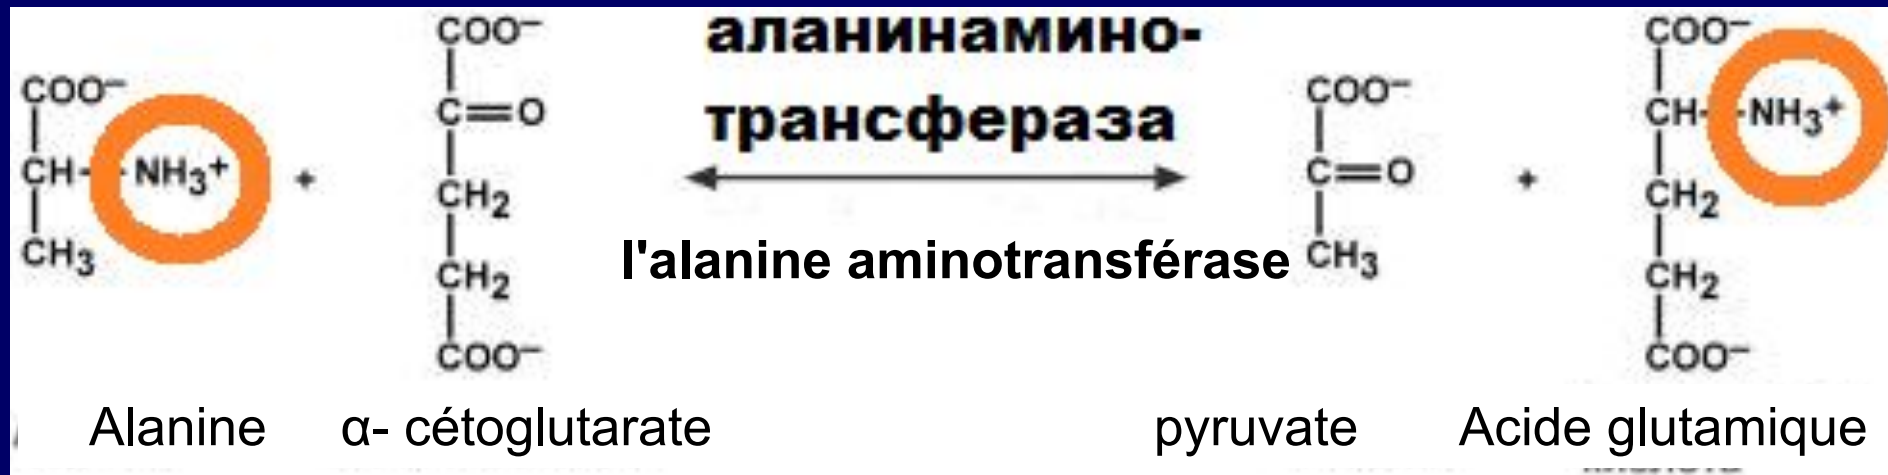 COO⁻
CH-
NH₃⁺
CH₃
+
COO⁻
C=O
CH₂
CH₂
COO⁻
аланинамино-
трансфераза
l'alanine aminotransférase
COO⁻
C=O
CH₃
+
COO⁻
CH-
-NH₃⁺
CH₂
CH₂
COO⁻
Alanine α- cétoglutarate pyruvate Acide glutamique